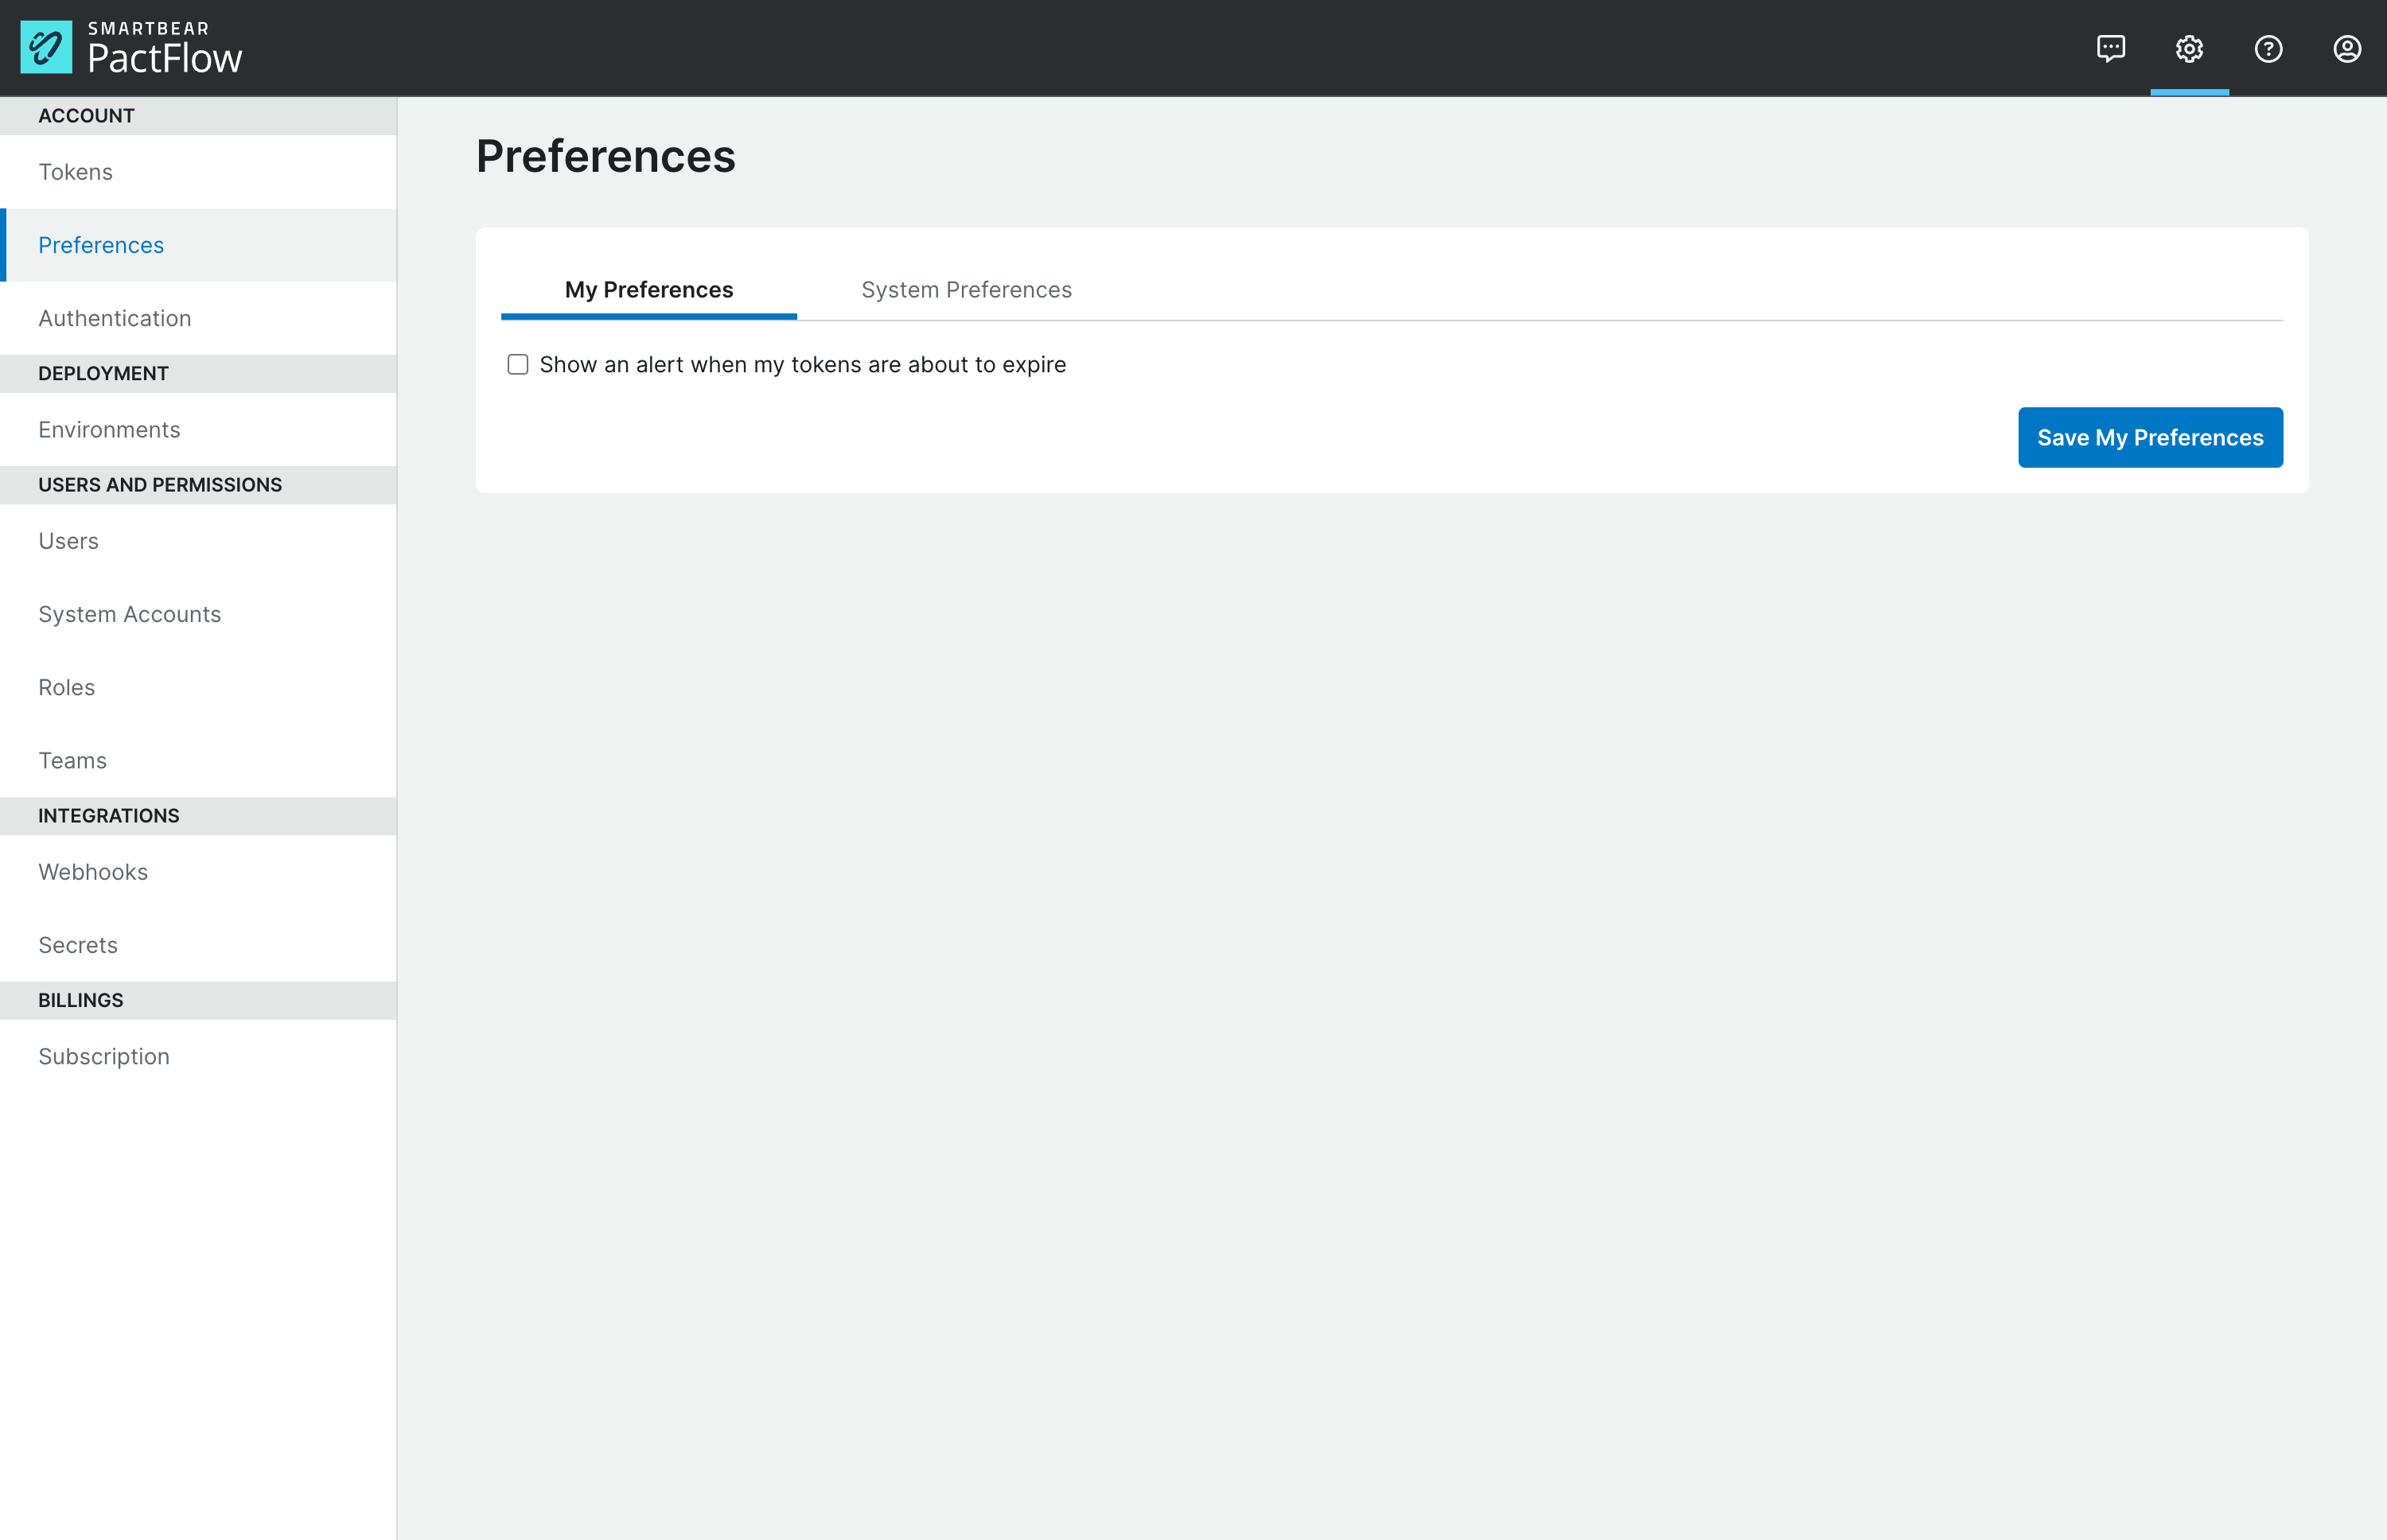 SMARTBEAR
PactFlow
ACCOUNT
Tokens
Preferences
Authentication
DEPLOYMENT
Environments
USERS AND PERMISSIONS
Users
System Accounts
Roles
Teams
INTEGRATIONS
Webhooks
Secrets
BILLINGS
Subscription
Preferences
My Preferences System Preferences
Show an alert when my tokens are about to expire
Save My Preferences